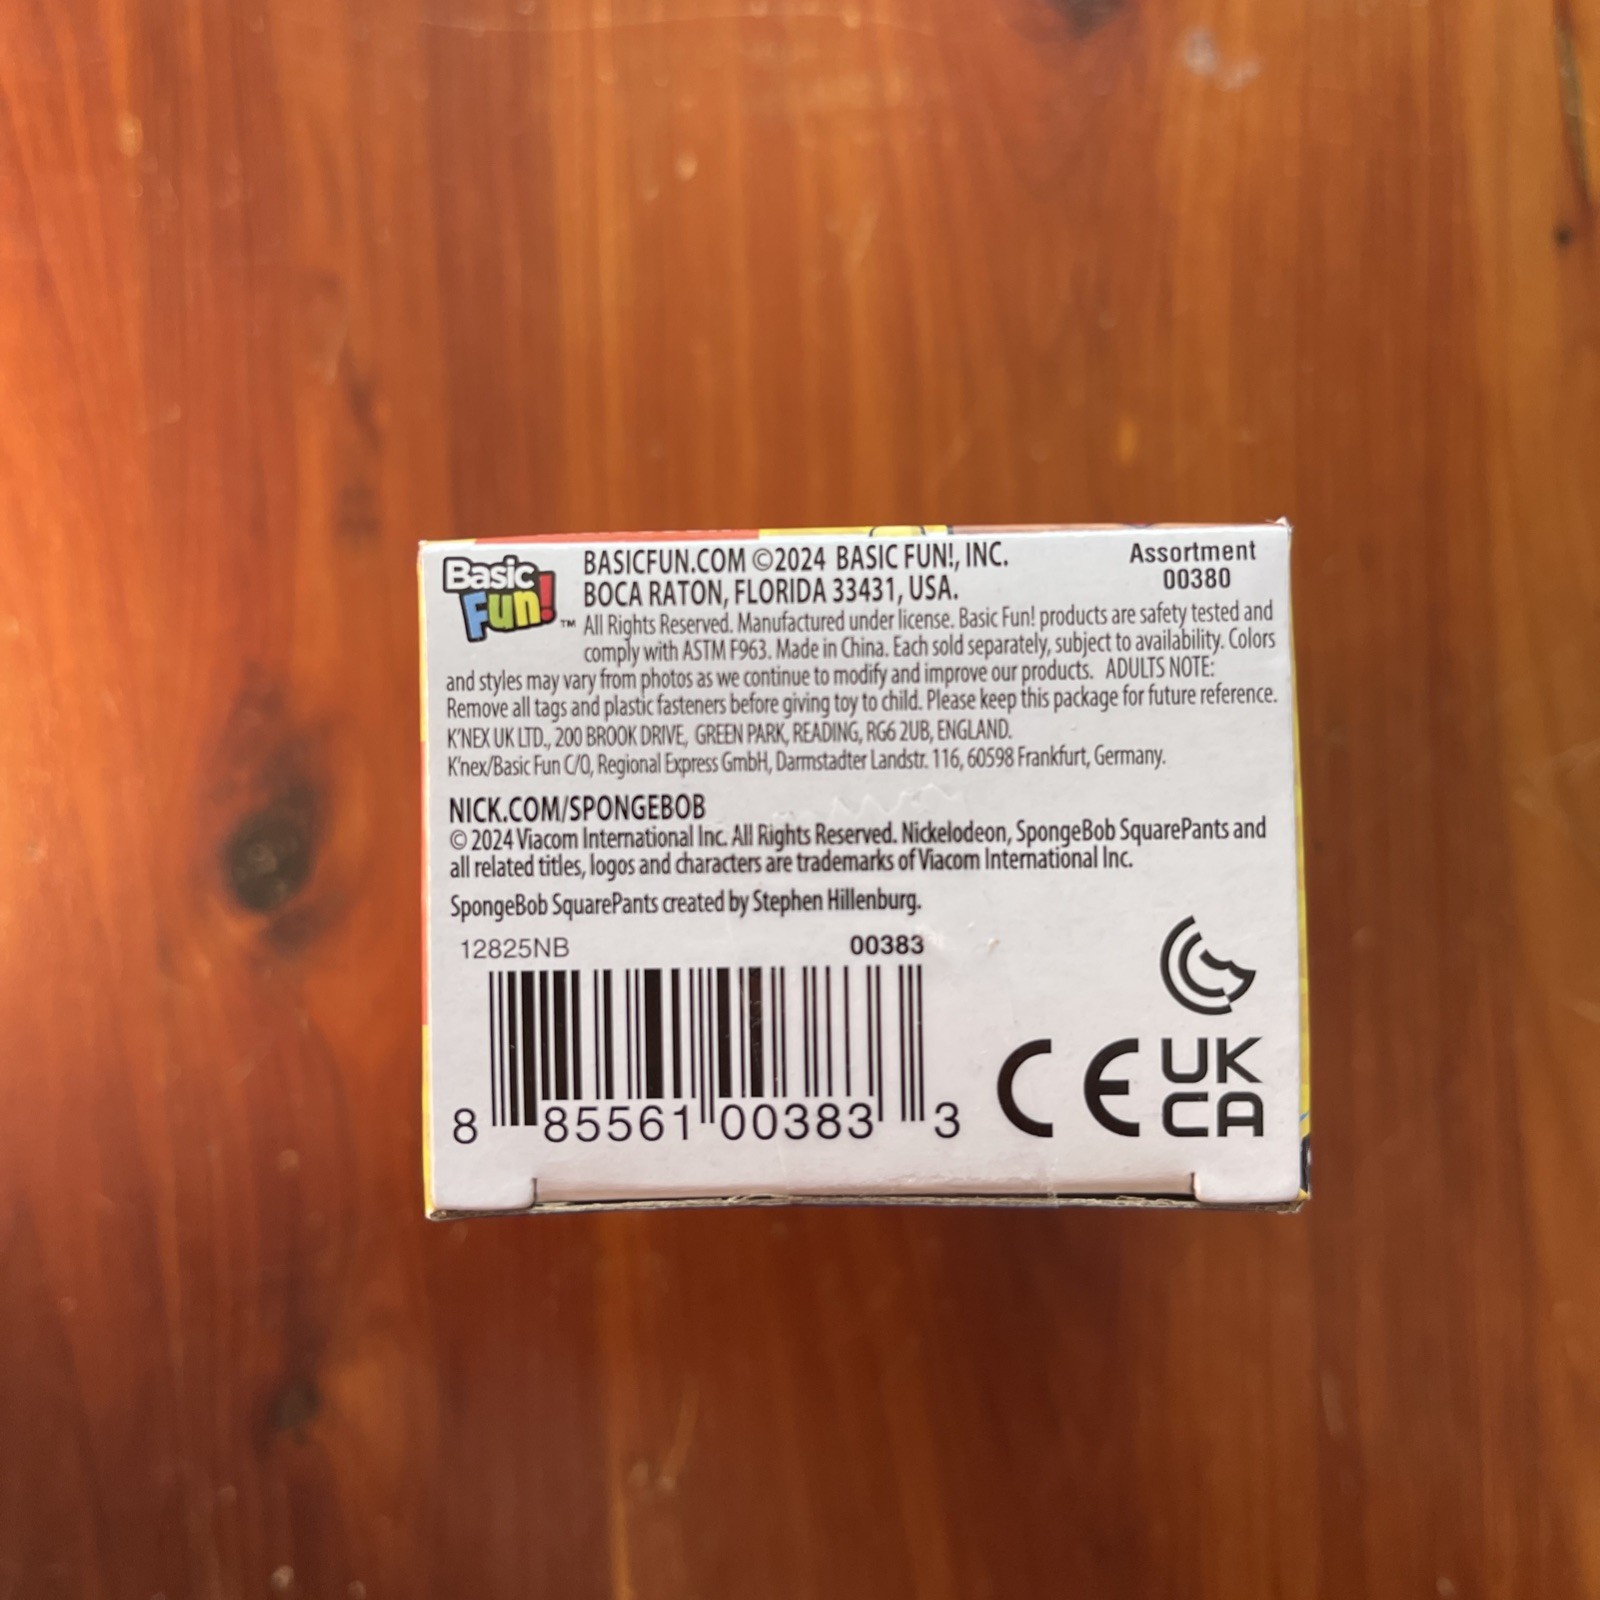 Basic Fun! ™
BASICFUN.COM ©2024 BASIC FUN!, INC.
BOCA RATON, FLORIDA 33431, USA.
Assortment
00380
All Rights Reserved. Manufactured under license. Basic Fun! products are safety tested and
comply with ASTM F963. Made in China. Each sold separately, subject to availability. Colors
and styles may vary from photos as we continue to modify and improve our products. ADULTS NOTE:
Remove all tags and plastic fasteners before giving toy to child. Please keep this package for future reference.
K'NEX UK LTD., 200 BROOK DRIVE, GREEN PARK, READING, RG6 2UB, ENGLAND.
K'nex/Basic Fun C/O, Regional Express GmbH, Darmstadter Landstr. 116, 60598 Frankfurt, Germany.
NICK.COM/SPONGEBOB
© 2024 Viacom International Inc. All Rights Reserved. Nickelodeon, SpongeBob SquarePants and
all related titles, logos and characters are trademarks of Viacom International Inc.
SpongeBob SquarePants created by Stephen Hillenburg.
12825NB 00383
8 85561 00383 3
CE
UK
CA